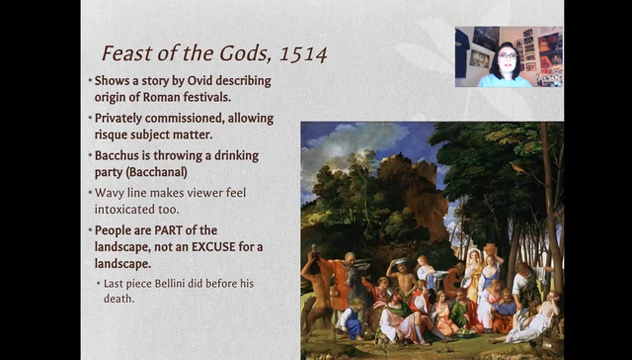 Feast of the Gods, 1514
• Shows a story by Ovid describing
origin of Roman festivals.
• Privately commissioned, allowing
risque subject matter.
• Bacchus is throwing a drinking
party (Bacchanal)
• Wavy line makes viewer feel
intoxicated too.
• People are PART of the
landscape, not an EXCUSE for a
landscape.
• Last piece Bellini did before his
death.